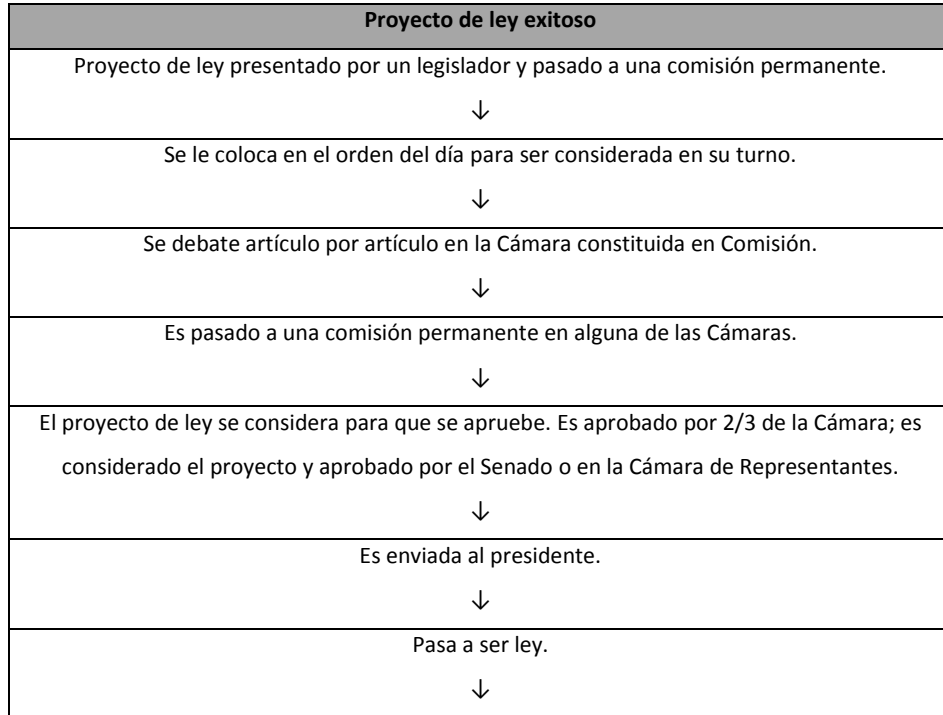 Proyecto de ley exitoso
Proyecto de ley presentado por un legislador y pasado a una comisión permanente.
↓
Se le coloca en el orden del día para ser considerada en su turno.
↓
Se debate artículo por artículo en la Cámara constituida en Comisión.
↓
Es pasado a una comisión permanente en alguna de las Cámaras.
↓
El proyecto de ley se considera para que se apruebe. Es aprobado por 2/3 de la Cámara; es
considerado el proyecto y aprobado por el Senado o en la Cámara de Representantes.
↓
Es enviada al presidente.
↓
Pasa a ser ley.
↓